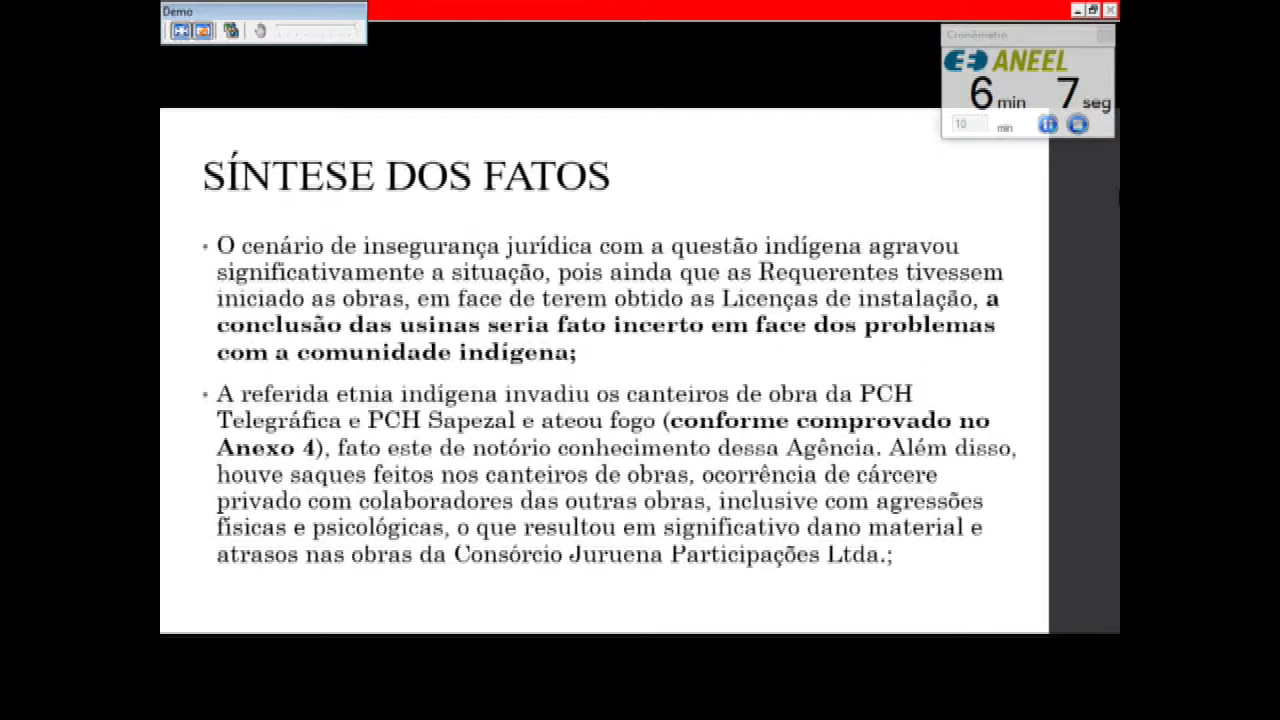 Demo
Cronômetro
ANEEL
6 min 7 seg
10 min
SÍNTESE DOS FATOS
• O cenário de insegurança jurídica com a questão indígena agravou
significativamente a situação, pois ainda que as Requerentes tivessem
iniciado as obras, em face de terem obtido as Licenças de instalação, a
conclusão das usinas seria fato incerto em face dos problemas
com a comunidade indígena;
• A referida etnia indígena invadiu os canteiros de obra da PCH
Telegráfica e PCH Sapezal e ateou fogo (conforme comprovado no
Anexo 4), fato este de notório conhecimento dessa Agência. Além disso,
houve saques feitos nos canteiros de obras, ocorrência de cárcere
privado com colaboradores das outras obras, inclusive com agressões
físicas e psicológicas, o que resultou em significativo dano material e
atrasos nas obras da Consórcio Juruena Participações Ltda.;